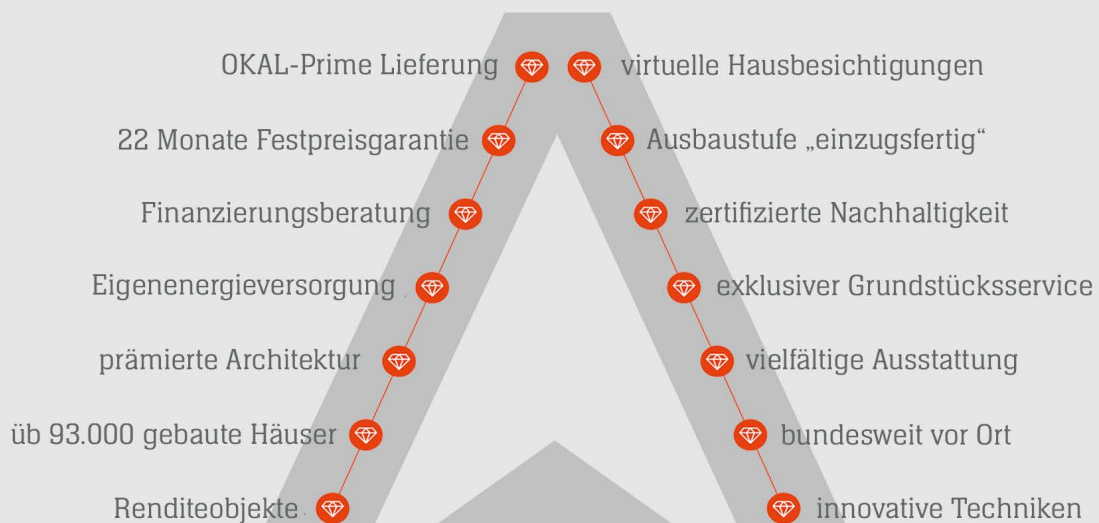 OKAL-Prime Lieferung
virtuelle Hausbesichtigungen
22 Monate Festpreisgarantie
Ausbaustufe „einzugsfertig“
Finanzierungsberatung
zertifizierte Nachhaltigkeit
Eigenenergieversorgung
exklusiver Grundstücksservice
prämierte Architektur
vielfältige Ausstattung
üb 93.000 gebaute Häuser
bundesweit vor Ort
Renditeobjekte
innovative Techniken